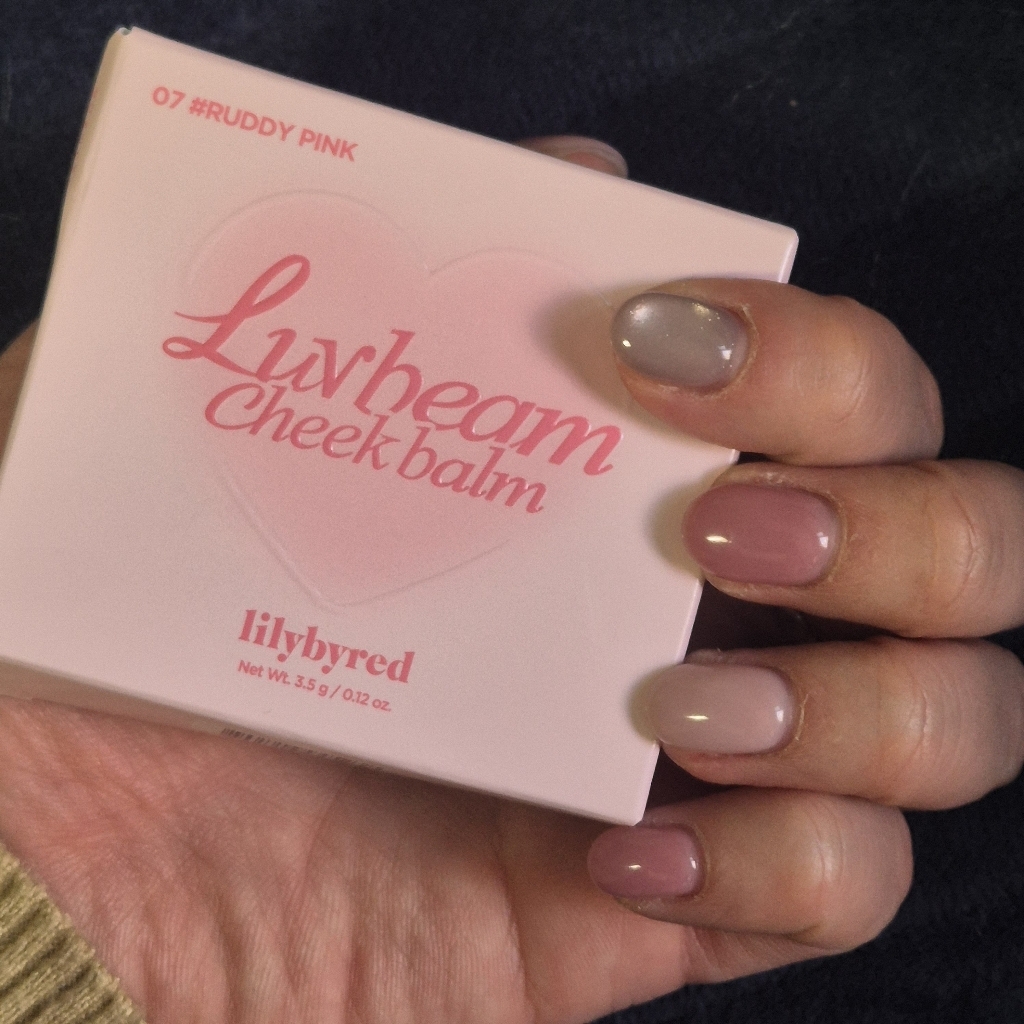 07 #RUDDY PINK
Luvbeam
Cheek balm
lilybyred
Net Wt. 3.5 g / 0.12 oz.